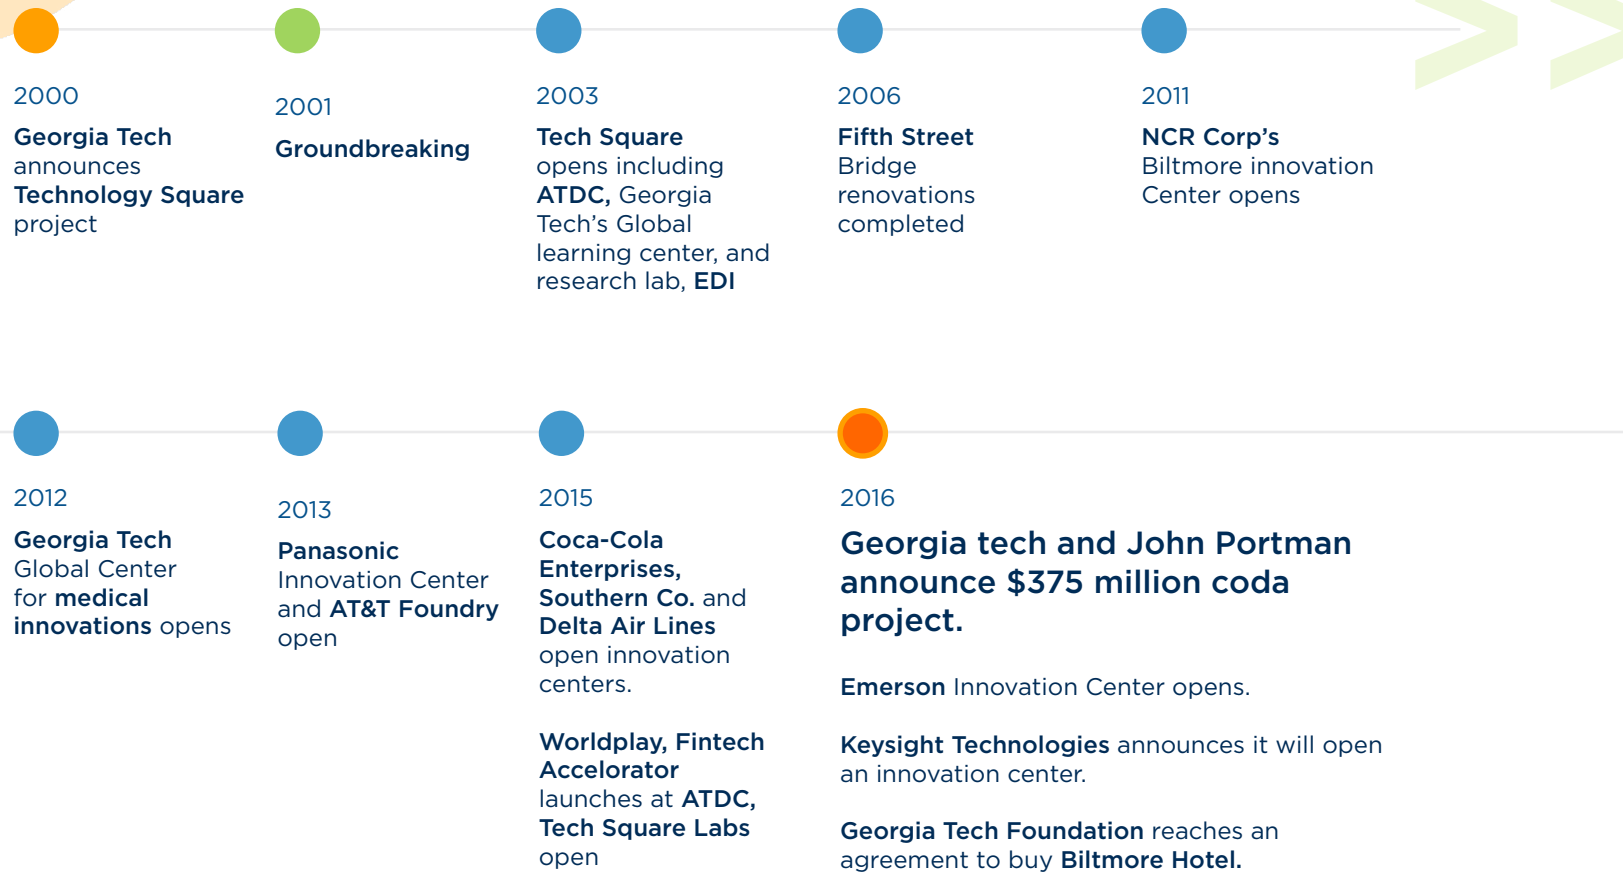 2000
Georgia Tech
announces
Technology Square
project
2001
Groundbreaking
2003
Tech Square
opens including
ATDC, Georgia
Tech's Global
learning center, and
research lab, EDI
2006
Fifth Street
Bridge
renovations
completed
2011
NCR Corp's
Biltmore innovation
Center opens
2012
Georgia Tech
Global Center
for medical
innovations opens
2013
Panasonic
Innovation Center
and AT&T Foundry
open
2015
Coca-Cola
Enterprises,
Southern Co. and
Delta Air Lines
open innovation
centers.
Worldplay, Fintech
Accelorator
launches at ATDC,
Tech Square Labs
open
2016
Georgia tech and John Portman
announce $375 million coda
project.
Emerson Innovation Center opens.
Keysight Technologies announces it will open
an innovation center.
Georgia Tech Foundation reaches an
agreement to buy Biltmore Hotel.